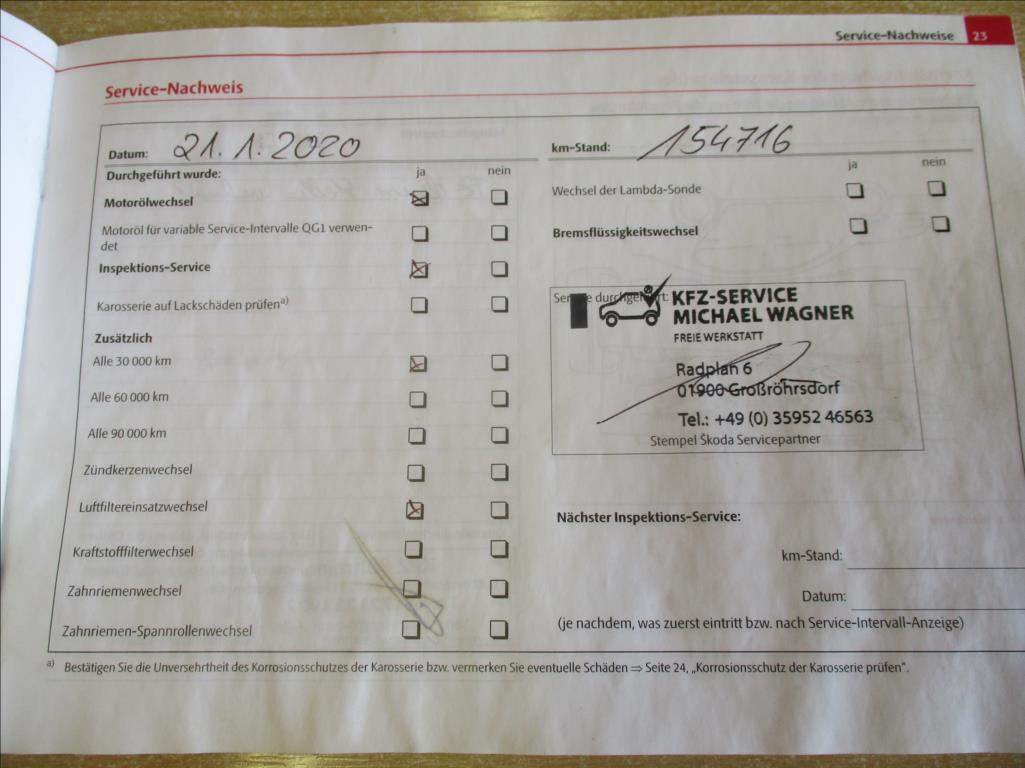 Service-Nachweise 23
Service-Nachweis
Datum: 21.1.2020
km-Stand: 154716
Durchgeführt wurde: ja nein
ja nein
Motorölwechsel
Wechsel der Lambda-Sonde
Motoröl für variable Service-Intervalle QG1 verwen-
det
Bremsflüssigkeitswechsel
Inspektions-Service
Karosserie auf Lackschäden prüfen a)
Zusätzlich
Alle 30 000 km
Alle 60 000 km
Alle 90 000 km
Zündkerzenwechsel
Luftfiltereinsatzwechsel
Kraftstofffilterwechsel
Zahnriemenwechsel
Zahnriemen-Spannrollenwechsel
Service durchgeführt:
KFZ-SERVICE
MICHAEL WAGNER
FREIE WERKSTATT
Radplan 6
01900 Großröhrsdorf
Tel.: +49 (0) 35952 46563
Stempel Škoda Servicepartner
Nächster Inspektions-Service:
km-Stand:
Datum:
(je nachdem, was zuerst eintritt bzw. nach Service-Intervall-Anzeige)
a) Bestätigen Sie die Unversehrtheit des Korrosionsschutzes der Karosserie bzw. vermerken Sie eventuelle Schäden ⇒ Seite 24, „Korrosionsschutz der Karosserie prüfen“.